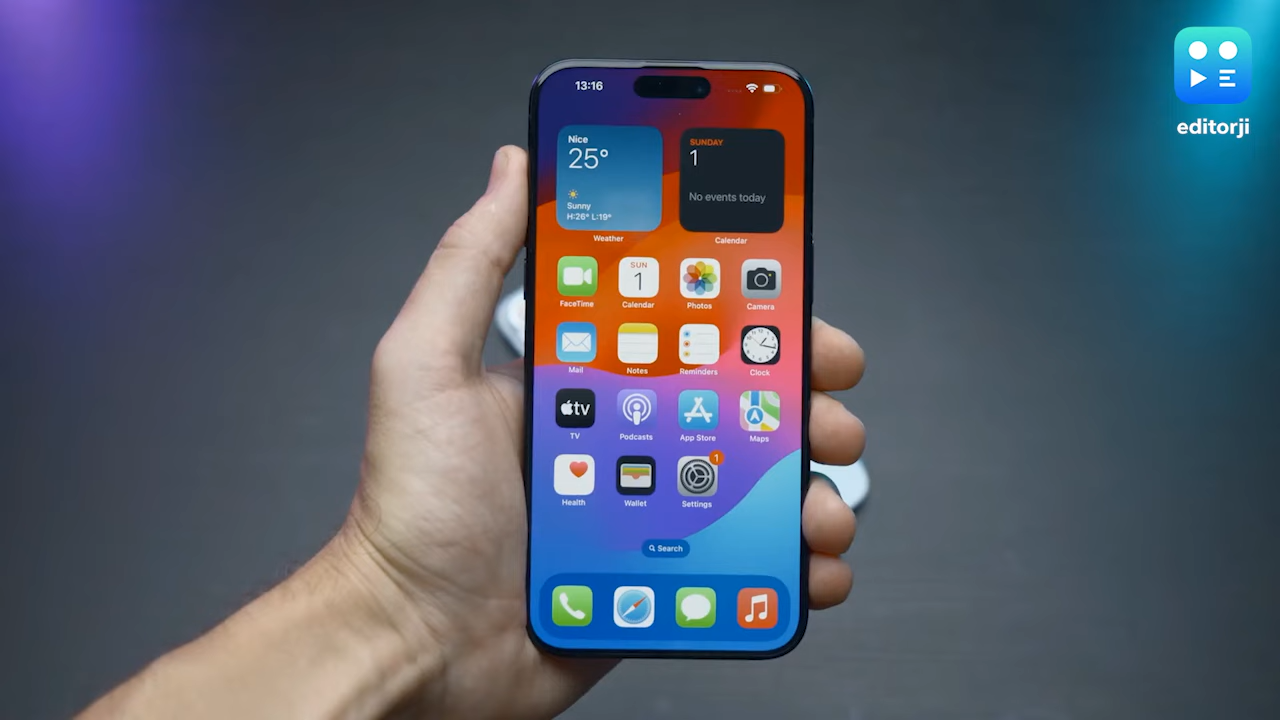 editorji
13:16
Nice
25°
Sunny
H:26° L:19°
Weather
SUNDAY
1
No events today
Calendar
FaceTime
SUN
1
Calendar
Photos
Camera
Mail
Notes
Reminders
Clock
tv
TV
Podcasts
App Store
Maps
Health
Wallet
1
Settings
Search